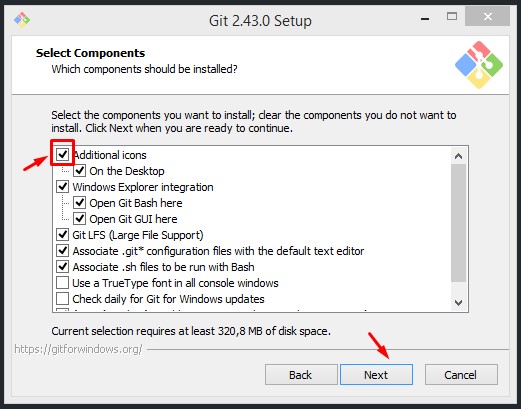 Git 2.43.0 Setup
Select Components
Which components should be installed?
Select the components you want to install; clear the components you do not want to
install. Click Next when you are ready to continue.
Additional icons
On the Desktop
Windows Explorer integration
Open Git Bash here
Open Git GUI here
Git LFS (Large File Support)
Associate .git* configuration files with the default text editor
Associate .sh files to be run with Bash
Use a TrueType font in all console windows
Check daily for Git for Windows updates
Current selection requires at least 320,8 MB of disk space.
https://gitforwindows.org/
Back
Next
Cancel